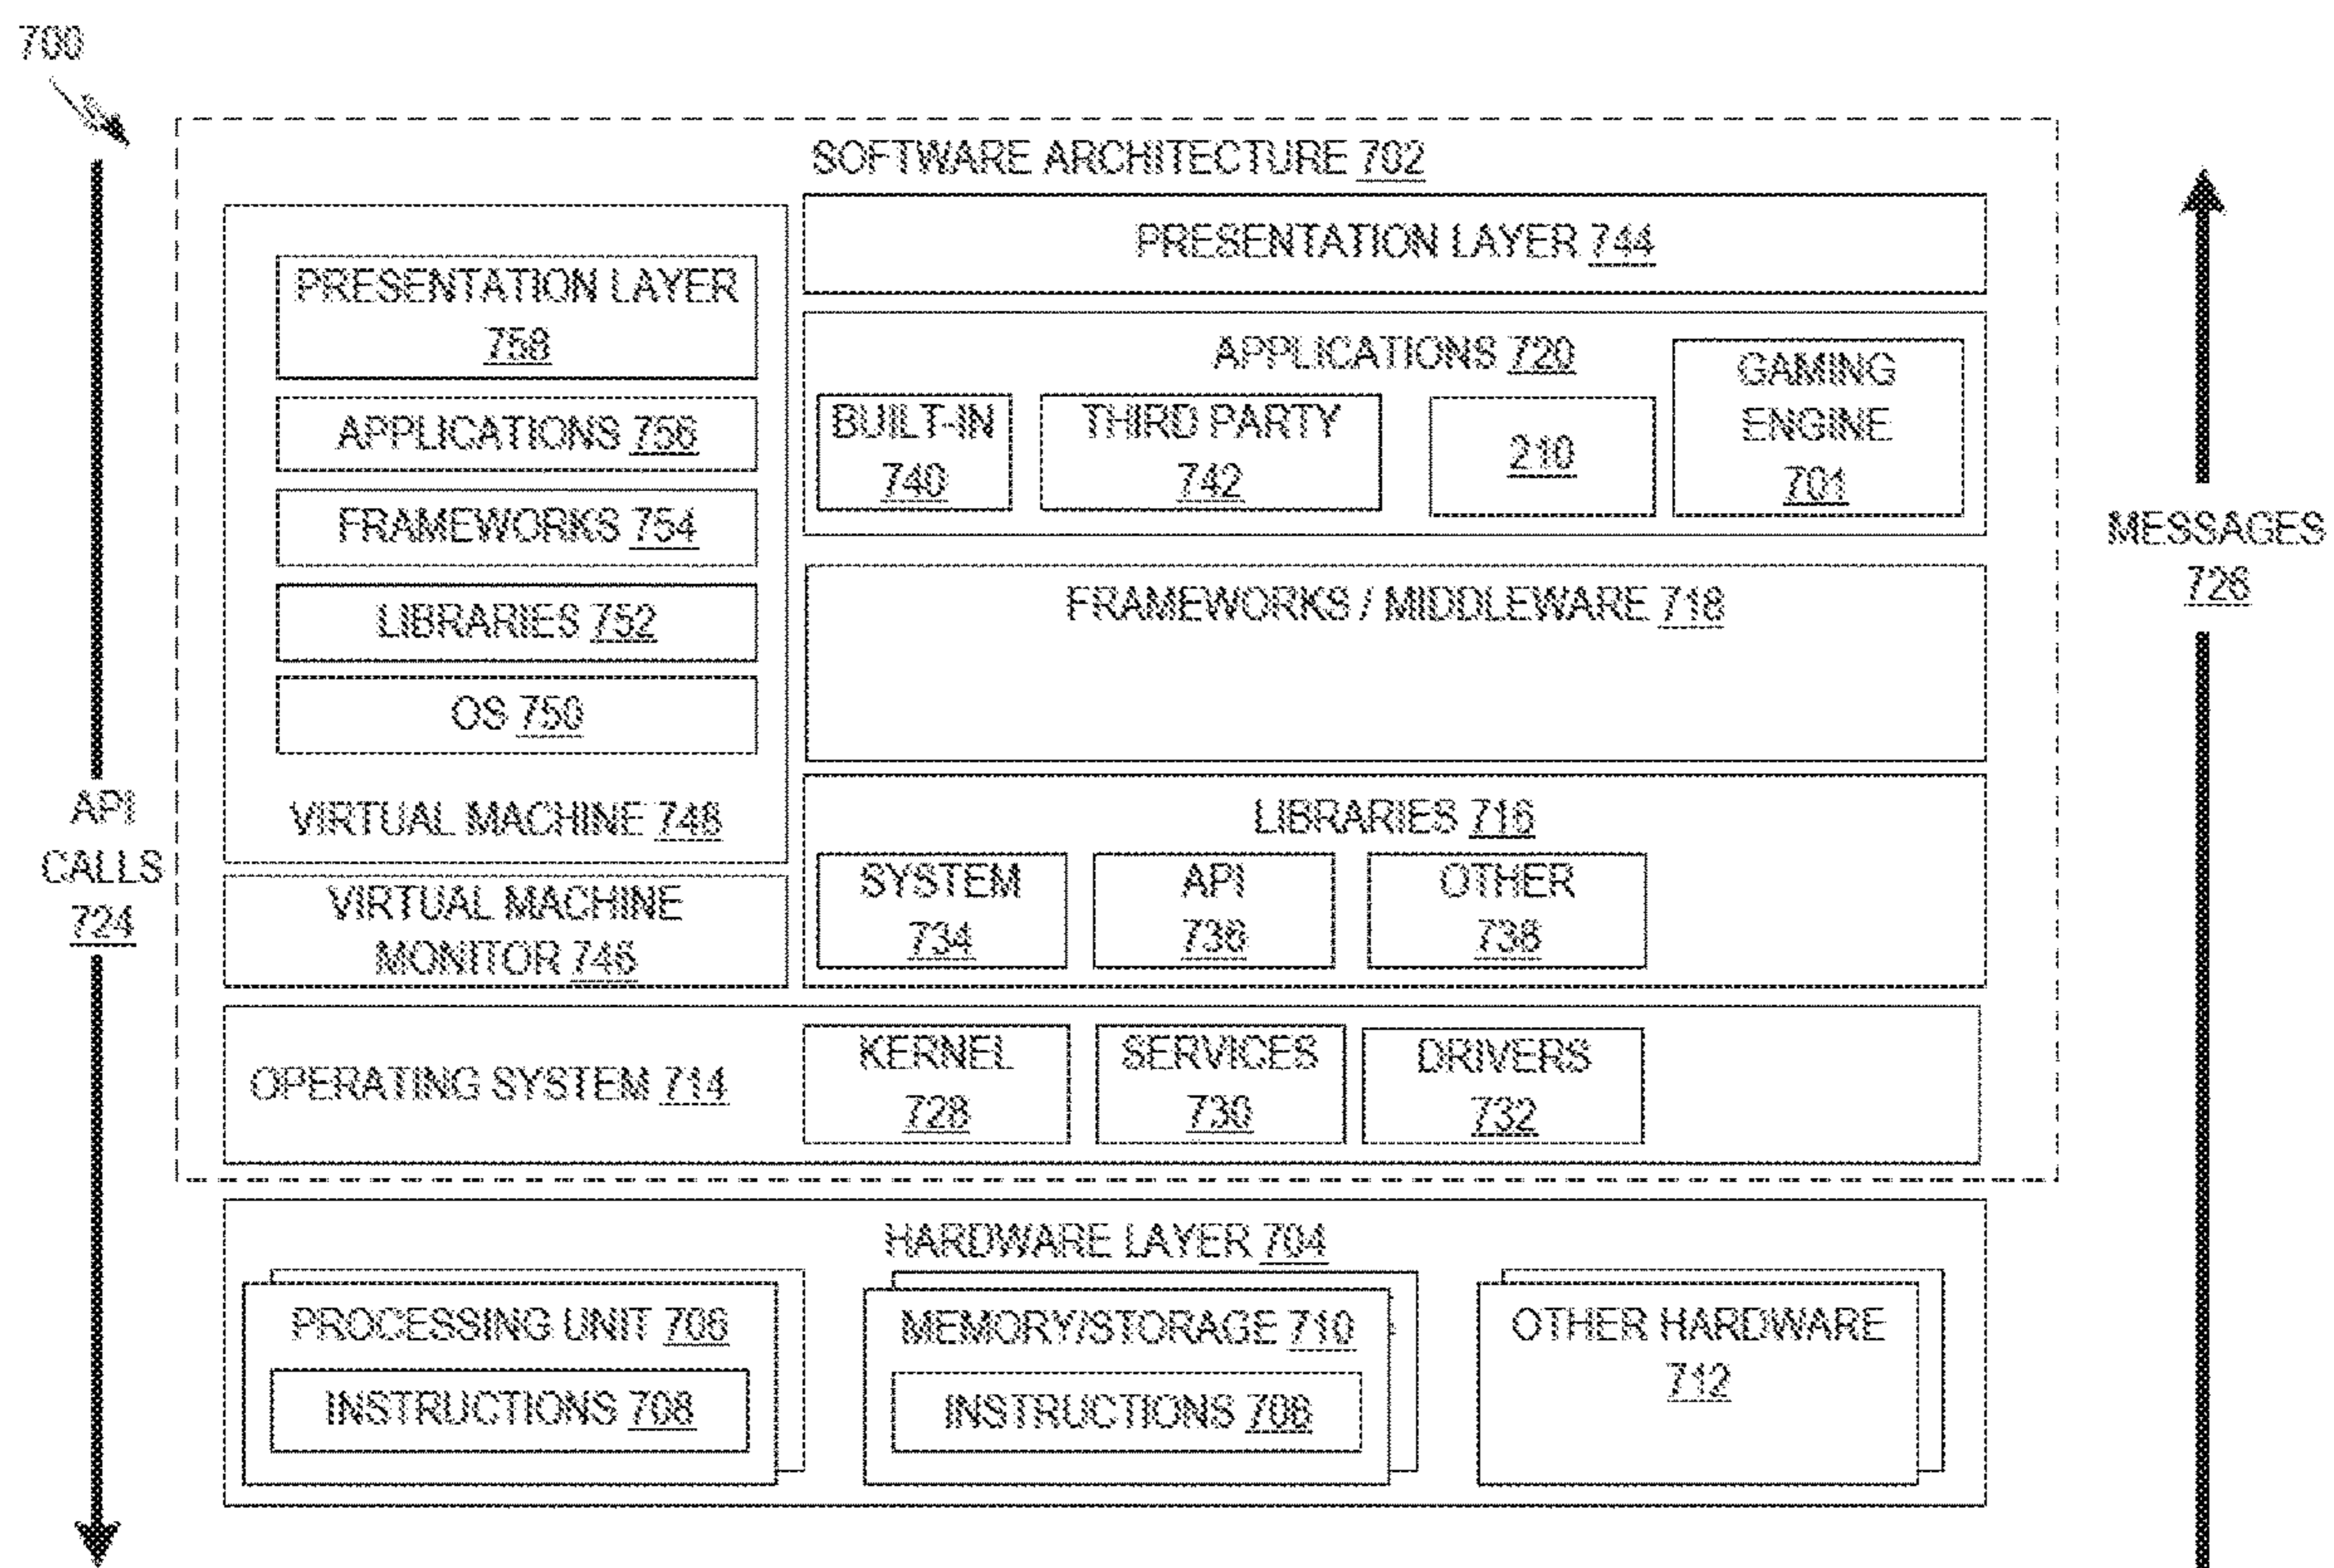 700
SOFTWARE ARCHITECTURE 702
PRESENTATION LAYER 744
PRESENTATION LAYER
758
APPLICATIONS 756
FRAMEWORKS 754
LIBRARIES 752
OS 750
VIRTUAL MACHINE 748
VIRTUAL MACHINE
MONITOR 746
APPLICATIONS 720
BUILT-IN
740
THIRD PARTY
742
210
GAMING
ENGINE
701
FRAMEWORKS / MIDDLEWARE 718
LIBRARIES 716
SYSTEM
734
API
736
OTHER
738
OPERATING SYSTEM 714
KERNEL
728
SERVICES
730
DRIVERS
732
HARDWARE LAYER 704
PROCESSING UNIT 706
INSTRUCTIONS 708
MEMORY/STORAGE 710
INSTRUCTIONS 708
OTHER HARDWARE
712
API
CALLS
724
MESSAGES
726